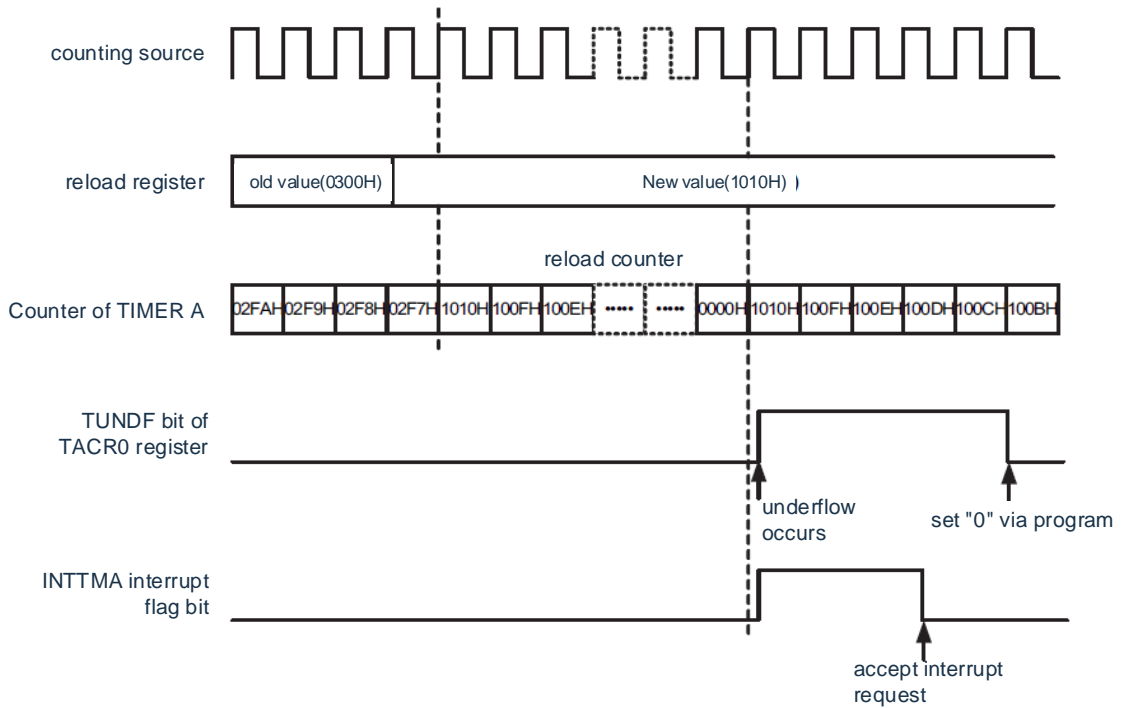 counting source
reload register
old value(0300H)
New value(1010H) )
reload counter
Counter of TIMER A
02FAH 02F9H 02F8H 02F7H 1010H 100FH 100EH ••••• ••••• 0000H 1010H 100FH 100EH 100DH 100CH 100BH
TUNDF bit of
TACR0 register
underflow
occurs
set "0" via program
INTTMA interrupt
flag bit
accept interrupt
request